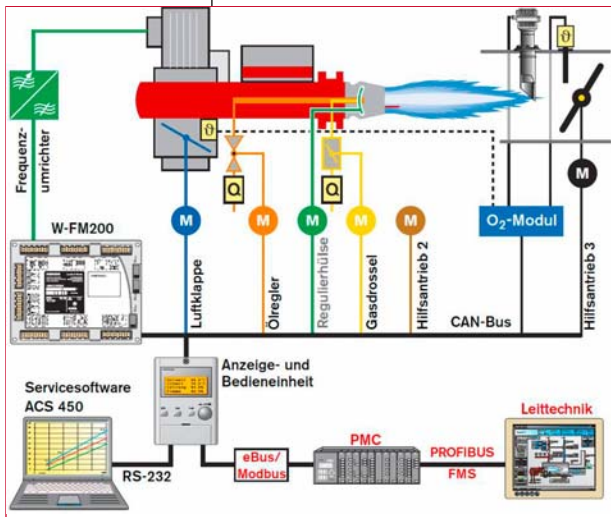 Frequenz-
umrichter
W-FM200
ϑ
ϑ
Q
Q
M
M
M
M
M
M
Luftklappe
Ölregler
Regulierhülse
Gasdrossel
Hilfsantrieb 2
O₂-Modul
CAN-Bus
Hilfsantrieb 3
Anzeige- und
Bedieneinheit
Servicesoftware
ACS 450
RS-232
eBus/
Modbus
PMC
PROFIBUS
FMS
Leittechnik